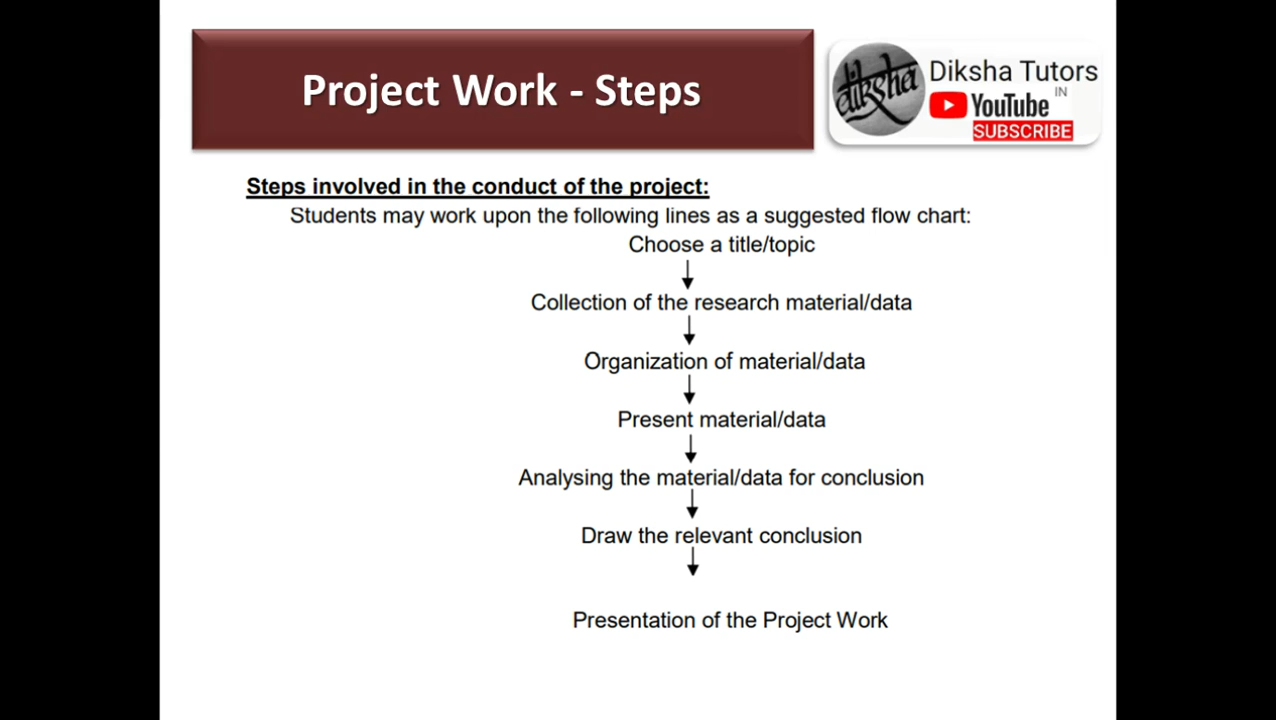 Project Work - Steps
diksha
Diksha Tutors
IN
YouTube
SUBSCRIBE
Steps involved in the conduct of the project:
Students may work upon the following lines as a suggested flow chart:
Choose a title/topic
Collection of the research material/data
Organization of material/data
Present material/data
Analysing the material/data for conclusion
Draw the relevant conclusion
Presentation of the Project Work